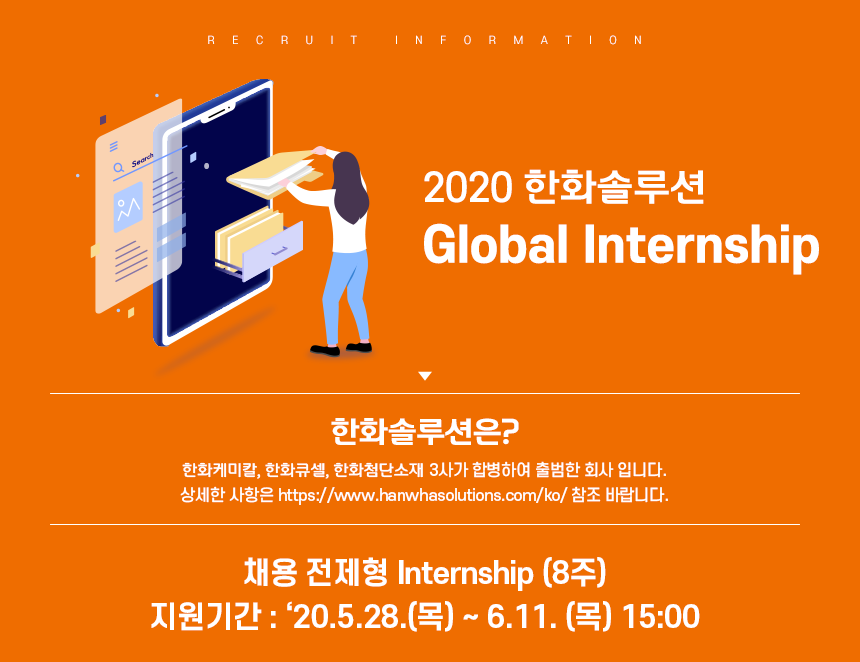 RECRUIT INFORMATION
Search
2020 한화솔루션
Global Internship
한화솔루션은?
한화케미칼, 한화큐셀, 한화첨단소재 3사가 합병하여 출범한 회사 입니다.
상세한 사항은 https://www.hanwhasolutions.com/ko/ 참조 바랍니다.
채용 전제형 Internship (8주)
지원기간 : ‘20.5.28.(목) ~ 6.11. (목) 15:00